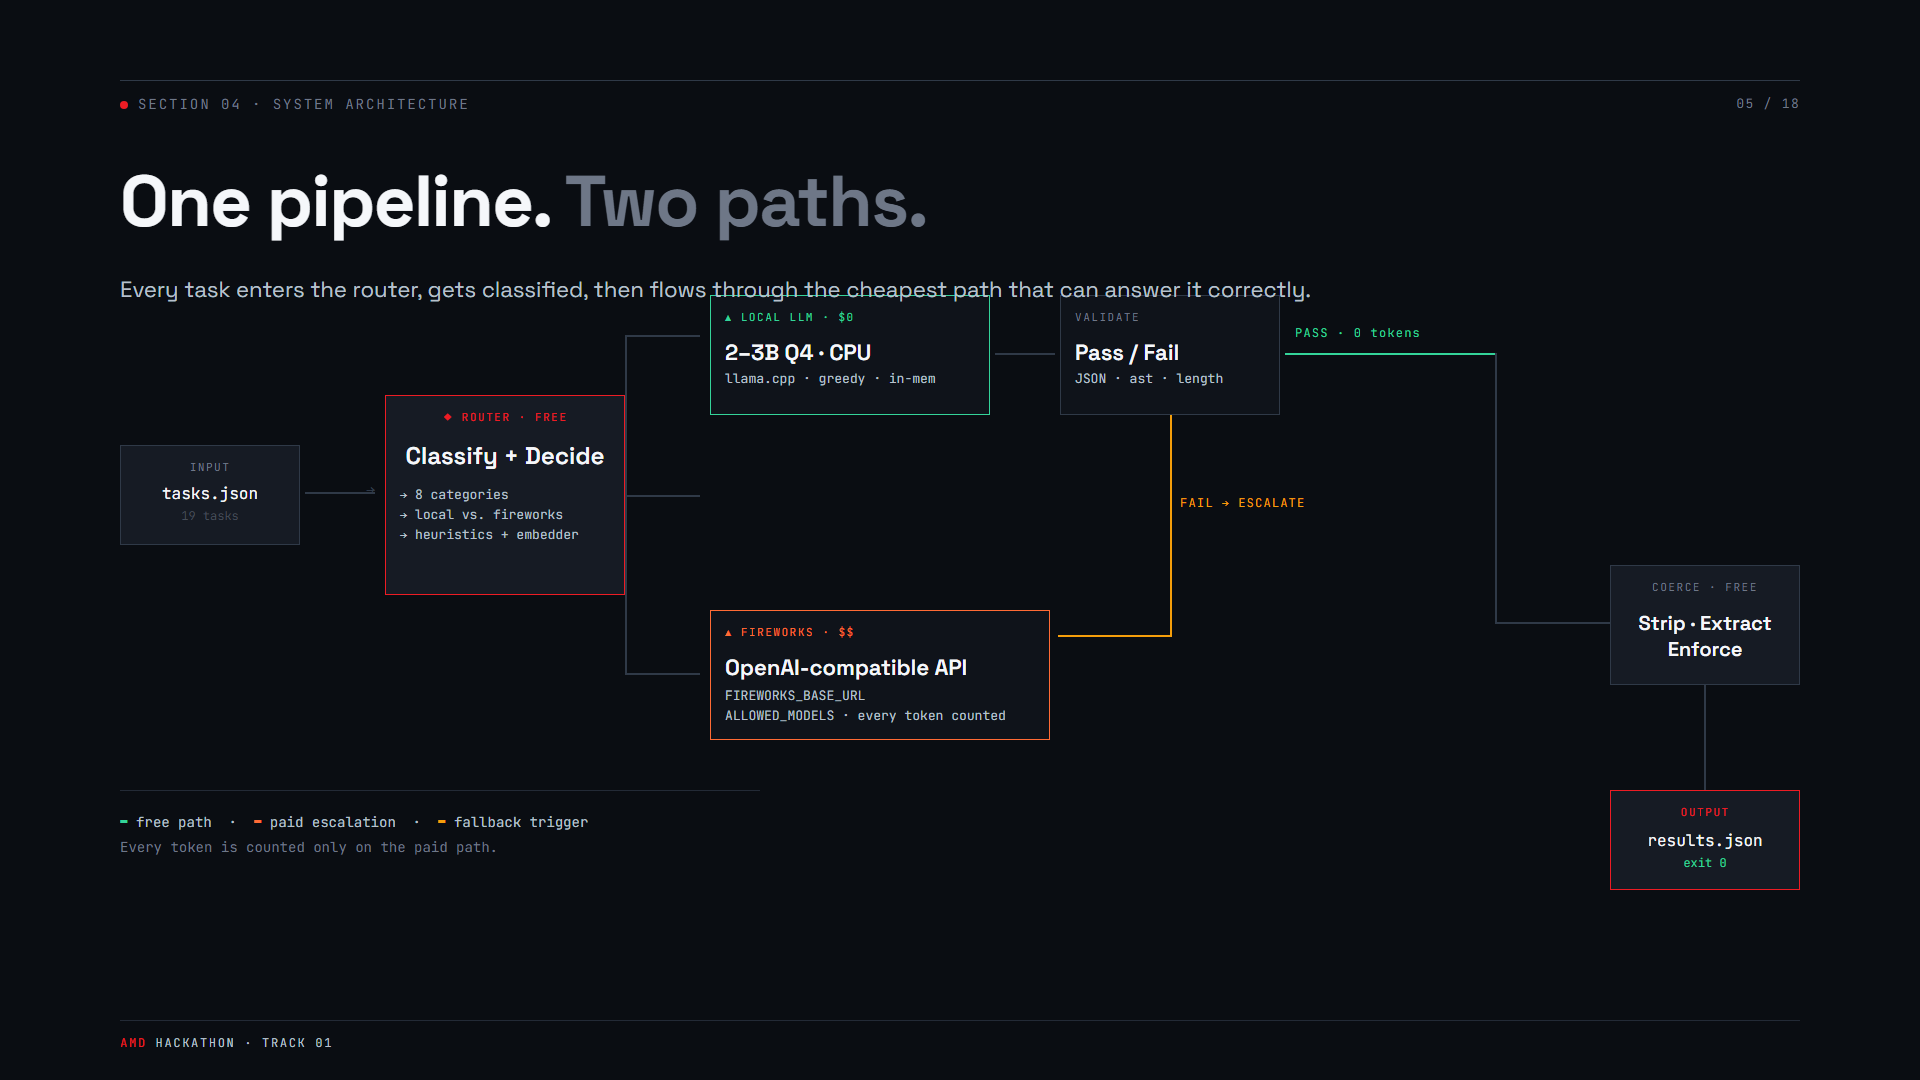 SECTION 04 · SYSTEM ARCHITECTURE
05 / 18
One pipeline. Two paths.
Every task enters the router, gets classified, then flows through the cheapest path that can answer it correctly.
INPUT
tasks.json
19 tasks
→
◆ ROUTER · FREE
Classify + Decide
→ 8 categories
→ local vs. fireworks
→ heuristics + embedder
▲ LOCAL LLM · $0
2–3B Q4 · CPU
llama.cpp · greedy · in-mem
VALIDATE
Pass / Fail
JSON · ast · length
PASS · 0 tokens
FAIL → ESCALATE
▲ FIREWORKS · $$
OpenAI-compatible API
FIREWORKS_BASE_URL
ALLOWED_MODELS · every token counted
COERCE · FREE
Strip · Extract
Enforce
OUTPUT
results.json
exit 0
free path · paid escalation · fallback trigger
Every token is counted only on the paid path.
AMD HACKATHON · TRACK 01